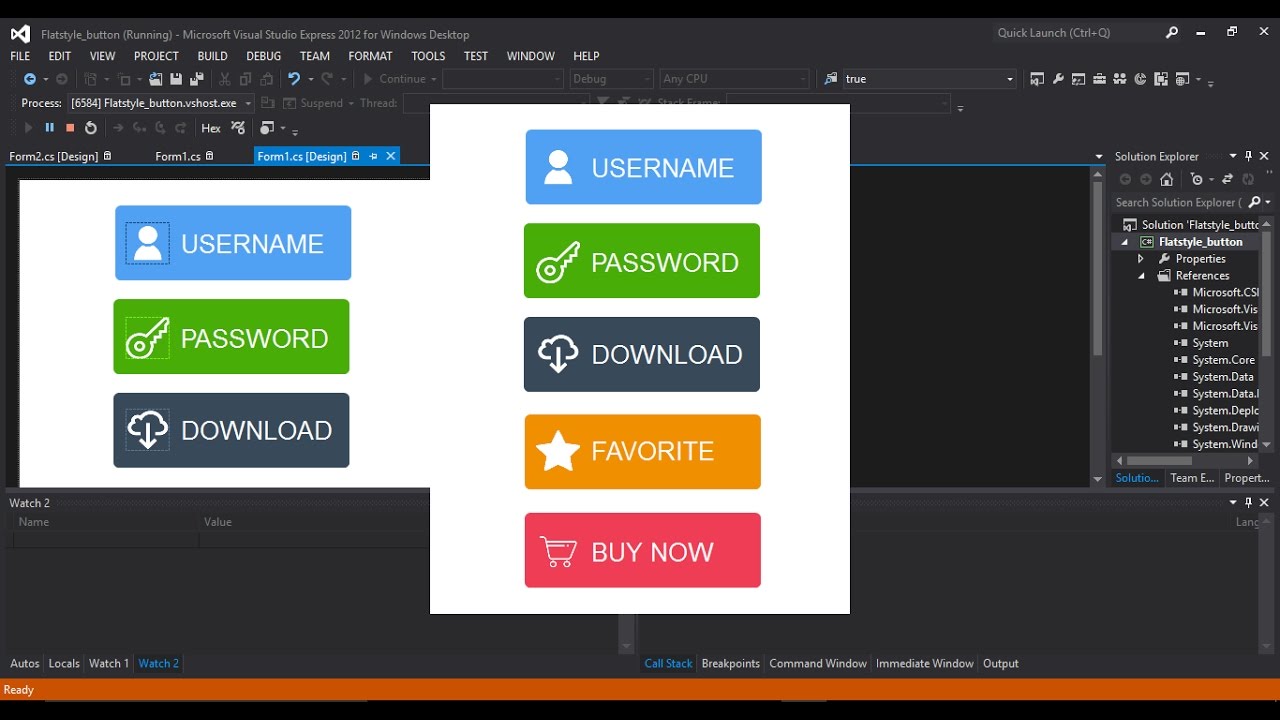 Flatstyle_button (Running) - Microsoft Visual Studio Express 2012 for Windows Desktop
Quick Launch (Ctrl+Q)
FILE EDIT VIEW PROJECT BUILD DEBUG TEAM FORMAT TOOLS TEST WINDOW HELP
Continue Debug Any CPU true
Process: [6584] Flatstyle_button.vshost.exe Suspend Thread: Stack Frame:
Hex
Form2.cs [Design] Form1.cs Form1.cs [Design]
USERNAME
PASSWORD
DOWNLOAD
USERNAME
PASSWORD
DOWNLOAD
FAVORITE
BUY NOW
Solution Explorer
Search Solution Explorer (
Solution 'Flatstyle_butto
Flatstyle_button
Properties
References
Microsoft.CS
Microsoft.Vis
Microsoft.Vis
System
System.Core
System.Data
System.Data.
System.Deplo
System.Drawi
System.Wind
Solutio... Team E... Propert...
Watch 2
Name Value
Lang
Autos Locals Watch 1 Watch 2
Call Stack Breakpoints Command Window Immediate Window Output
Ready